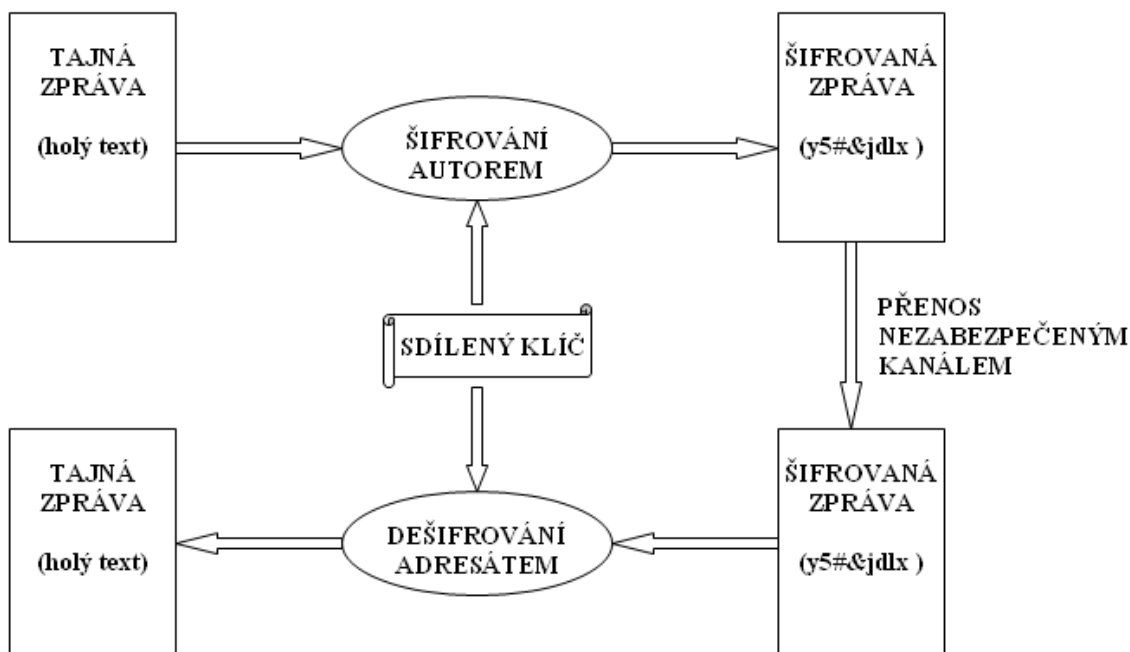 TAJNÁ
ZPRÁVA
(holý text)
ŠIFROVÁNÍ
AUTOREM
ŠIFROVANÁ
ZPRÁVA
(y5#&jdlx )
SDÍLENÝ KLÍČ
PŘENOS
NEZABEZPEČENÝM
KANÁLEM
TAJNÁ
ZPRÁVA
(holý text)
DEŠIFROVÁNÍ
ADRESÁTEM
ŠIFROVANÁ
ZPRÁVA
(y5#&jdlx )